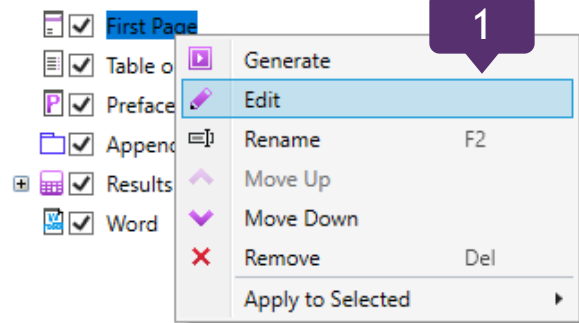 First Page
1
Table o
Generate
Preface
Edit
Append
Rename F2
Results
Move Up
Word
Move Down
Remove Del
Apply to Selected